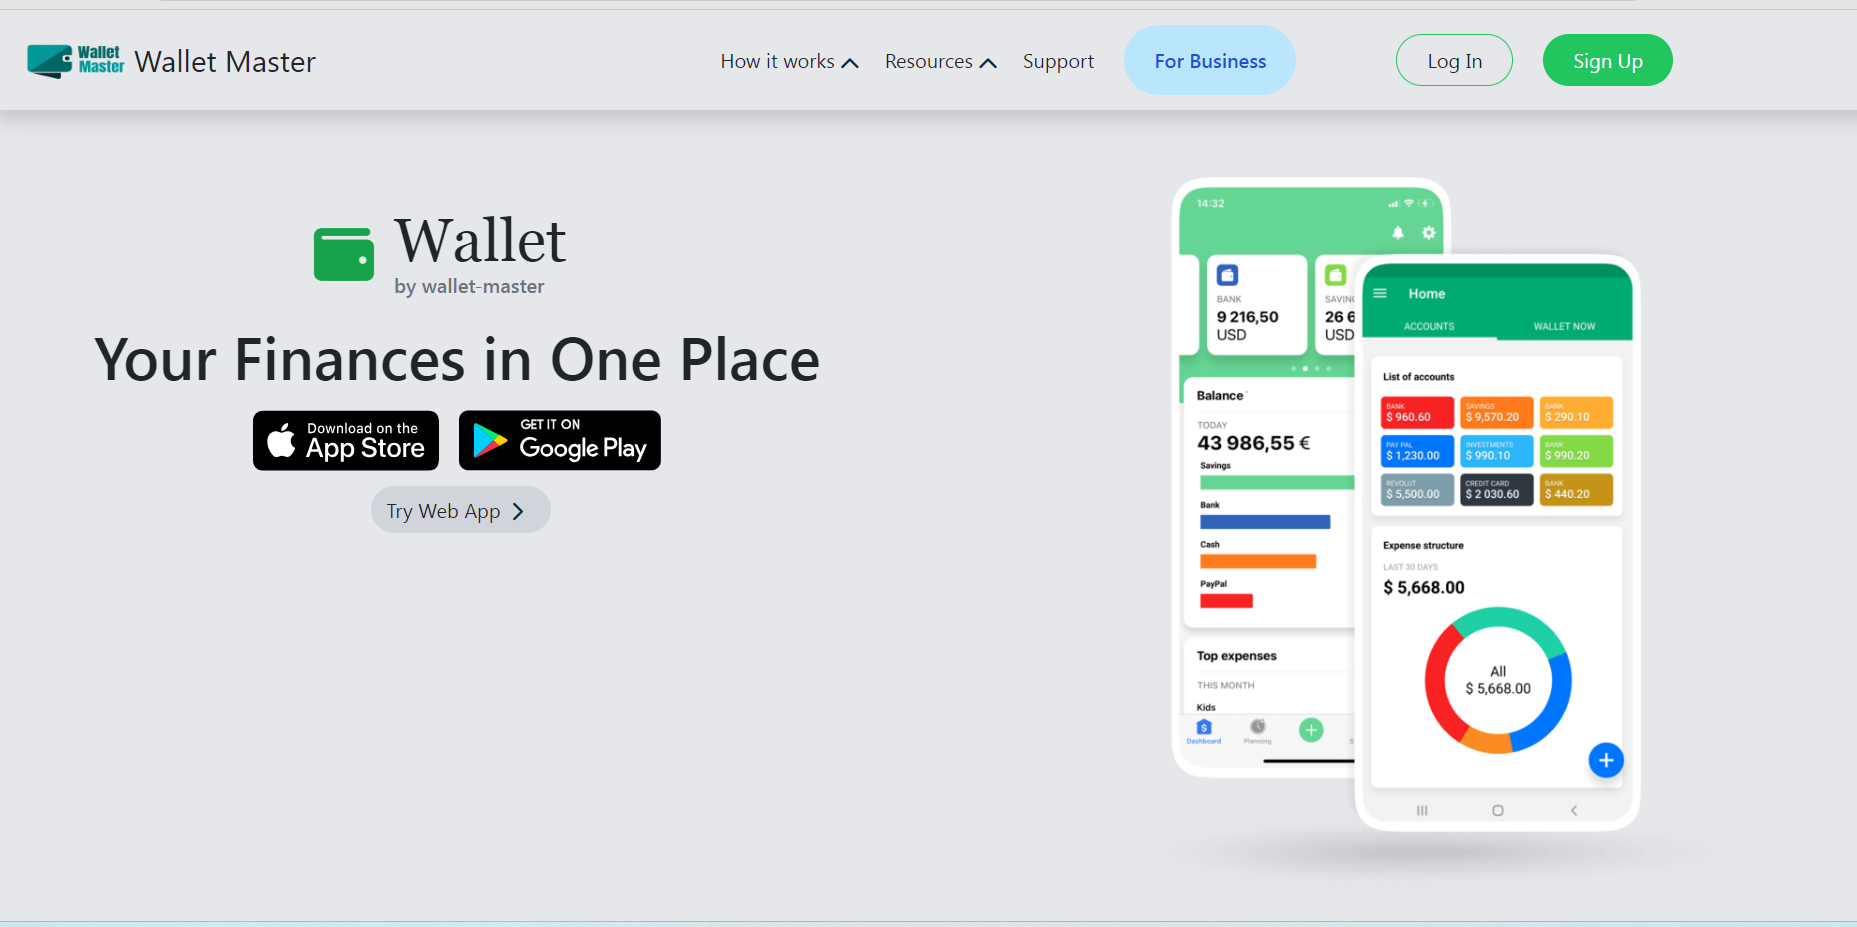 Wallet
Master
Wallet Master
How it works
Resources
Support
For Business
Log In
Sign Up
Wallet
by wallet-master
Your Finances in One Place
Download on the
App Store
GET IT ON
Google Play
Try Web App
14:32
BANK
9 216,50
USD
SAVING
26 6
USD
Balance
TODAY
43 986,55 €
Savings
Bank
Cash
PayPal
Top expenses
THIS MONTH
Kids
Dashboard
Planning
Home
ACCOUNTS
WALLET NOW
List of accounts
BANK
$ 960.60
SAVINGS
$ 9,570.20
BANK
$ 290.10
PAY PAL
$ 1,230.00
INVESTMENTS
$ 990.10
BANK
$ 990.20
REVOLUT
$ 5,500.00
CREDIT CARD
$ 2 030.60
BANK
$ 440.20
Expense structure
LAST 30 DAYS
$ 5,668.00
All
$ 5,668.00